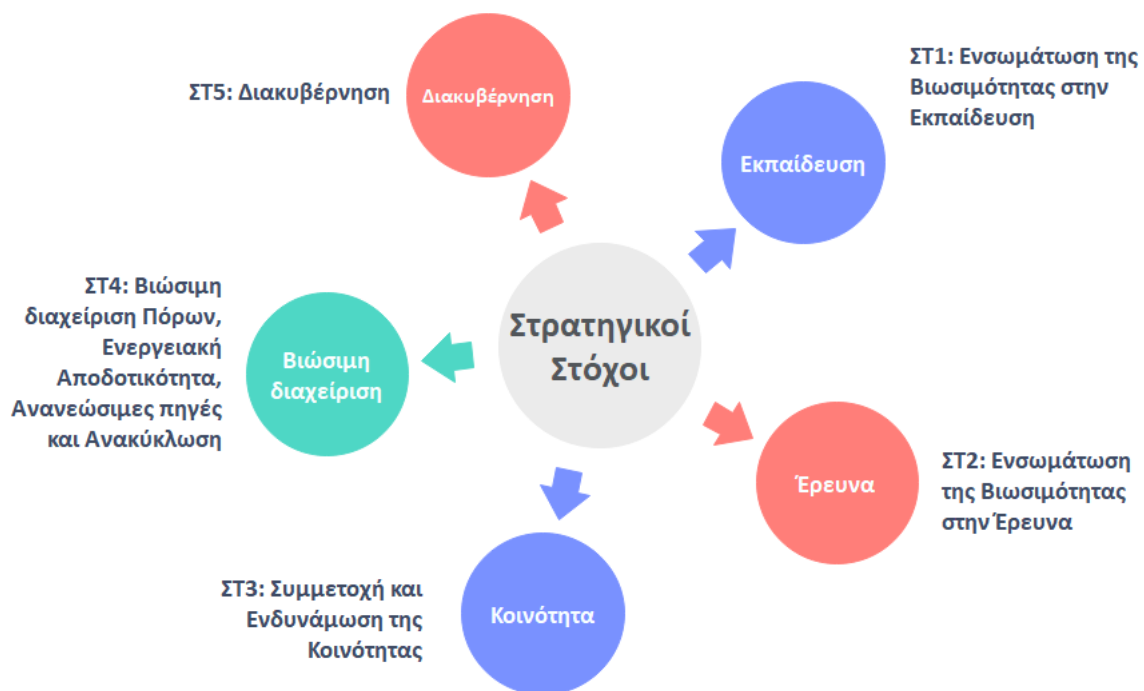 Στρατηγικοί
Στόχοι
Εκπαίδευση
ΣΤ1: Ενσωμάτωση της
Βιωσιμότητας στην
Εκπαίδευση
Έρευνα
ΣΤ2: Ενσωμάτωση
της Βιωσιμότητας
στην Έρευνα
Κοινότητα
ΣΤ3: Συμμετοχή και
Ενδυνάμωση της
Κοινότητας
Βιώσιμη
διαχείριση
ΣΤ4: Βιώσιμη
διαχείριση Πόρων,
Ενεργειακή
Αποδοτικότητα,
Ανανεώσιμες πηγές
και Ανακύκλωση
Διακυβέρνηση
ΣΤ5: Διακυβέρνηση